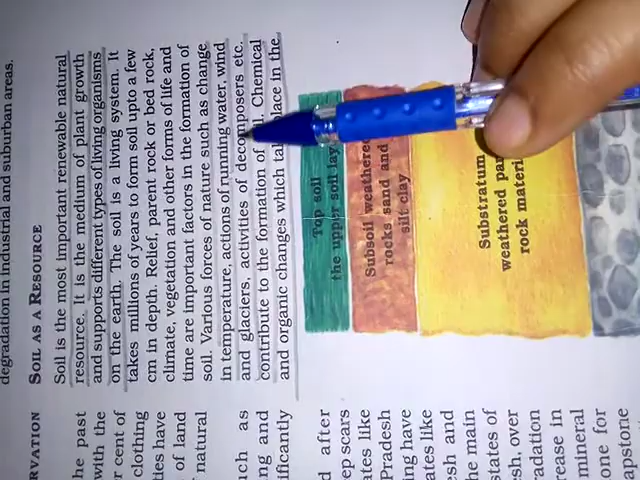 degradation in industrial and suburban areas.
SOIL AS A RESOURCE
Soil is the most important renewable natural
resource. It is the medium of plant growth
and supports different types of living organisms
on the earth. The soil is a living system. It
takes millions of years to form soil upto a few
cm in depth. Relief, parent rock or bed rock,
climate, vegetation and other forms of life and
time are important factors in the formation of
soil. Various forces of nature such as change
in temperature, actions of running water, wind
and glaciers, activities of decomposers etc.
contribute to the formation of Chemical
and organic changes which place in the
Top soil
the upper soil
Subsoil weathered
rocks sand and
silt clay
Substratum
weathered
rock
RVATION
he past
with the
r cent of
clothing
ties have
of land
natural
uch as
ng and
ificantly
d after
ep scars
ates like
Pradesh
ing have
ates like
esh and
he main
states of
esh, over
radation
rease in
mineral
one for
apstone